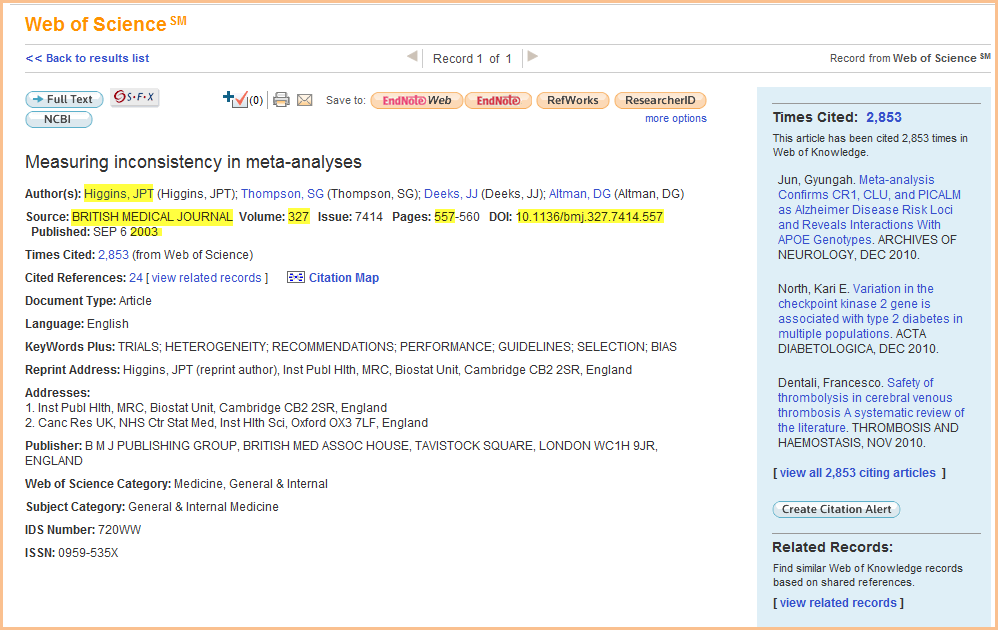 Web of Science SM
<< Back to results list
Record 1 of 1
Record from Web of Science SM
Full Text
S·F·X
NCBI
(0)
Save to:
EndNote Web
EndNote
RefWorks
ResearcherID
more options
Measuring inconsistency in meta-analyses
Author(s): Higgins, JPT (Higgins, JPT); Thompson, SG (Thompson, SG); Deeks, JJ (Deeks, JJ); Altman, DG (Altman, DG)
Source: BRITISH MEDICAL JOURNAL Volume: 327 Issue: 7414 Pages: 557-560 DOI: 10.1136/bmj.327.7414.557
Published: SEP 6 2003
Times Cited: 2,853 (from Web of Science)
Cited References: 24 [ view related records ] Citation Map
Document Type: Article
Language: English
KeyWords Plus: TRIALS; HETEROGENEITY; RECOMMENDATIONS; PERFORMANCE; GUIDELINES; SELECTION; BIAS
Reprint Address: Higgins, JPT (reprint author), Inst Publ Hlth, MRC, Biostat Unit, Cambridge CB2 2SR, England
Addresses:
1. Inst Publ Hlth, MRC, Biostat Unit, Cambridge CB2 2SR, England
2. Canc Res UK, NHS Ctr Stat Med, Inst Hlth Sci, Oxford OX3 7LF, England
Publisher: B M J PUBLISHING GROUP, BRITISH MED ASSOC HOUSE, TAVISTOCK SQUARE, LONDON WC1H 9JR,
ENGLAND
Web of Science Category: Medicine, General & Internal
Subject Category: General & Internal Medicine
IDS Number: 720WW
ISSN: 0959-535X
Times Cited: 2,853
This article has been cited 2,853 times in
Web of Knowledge.
Jun, Gyungah. Meta-analysis
Confirms CR1, CLU, and PICALM
as Alzheimer Disease Risk Loci
and Reveals Interactions With
APOE Genotypes. ARCHIVES OF
NEUROLOGY, DEC 2010.
North, Kari E. Variation in the
checkpoint kinase 2 gene is
associated with type 2 diabetes in
multiple populations. ACTA
DIABETOLOGICA, DEC 2010.
Dentali, Francesco. Safety of
thrombolysis in cerebral venous
thrombosis A systematic review of
the literature. THROMBOSIS AND
HAEMOSTASIS, NOV 2010.
[ view all 2,853 citing articles ]
Create Citation Alert
Related Records:
Find similar Web of Knowledge records
based on shared references.
[ view related records ]